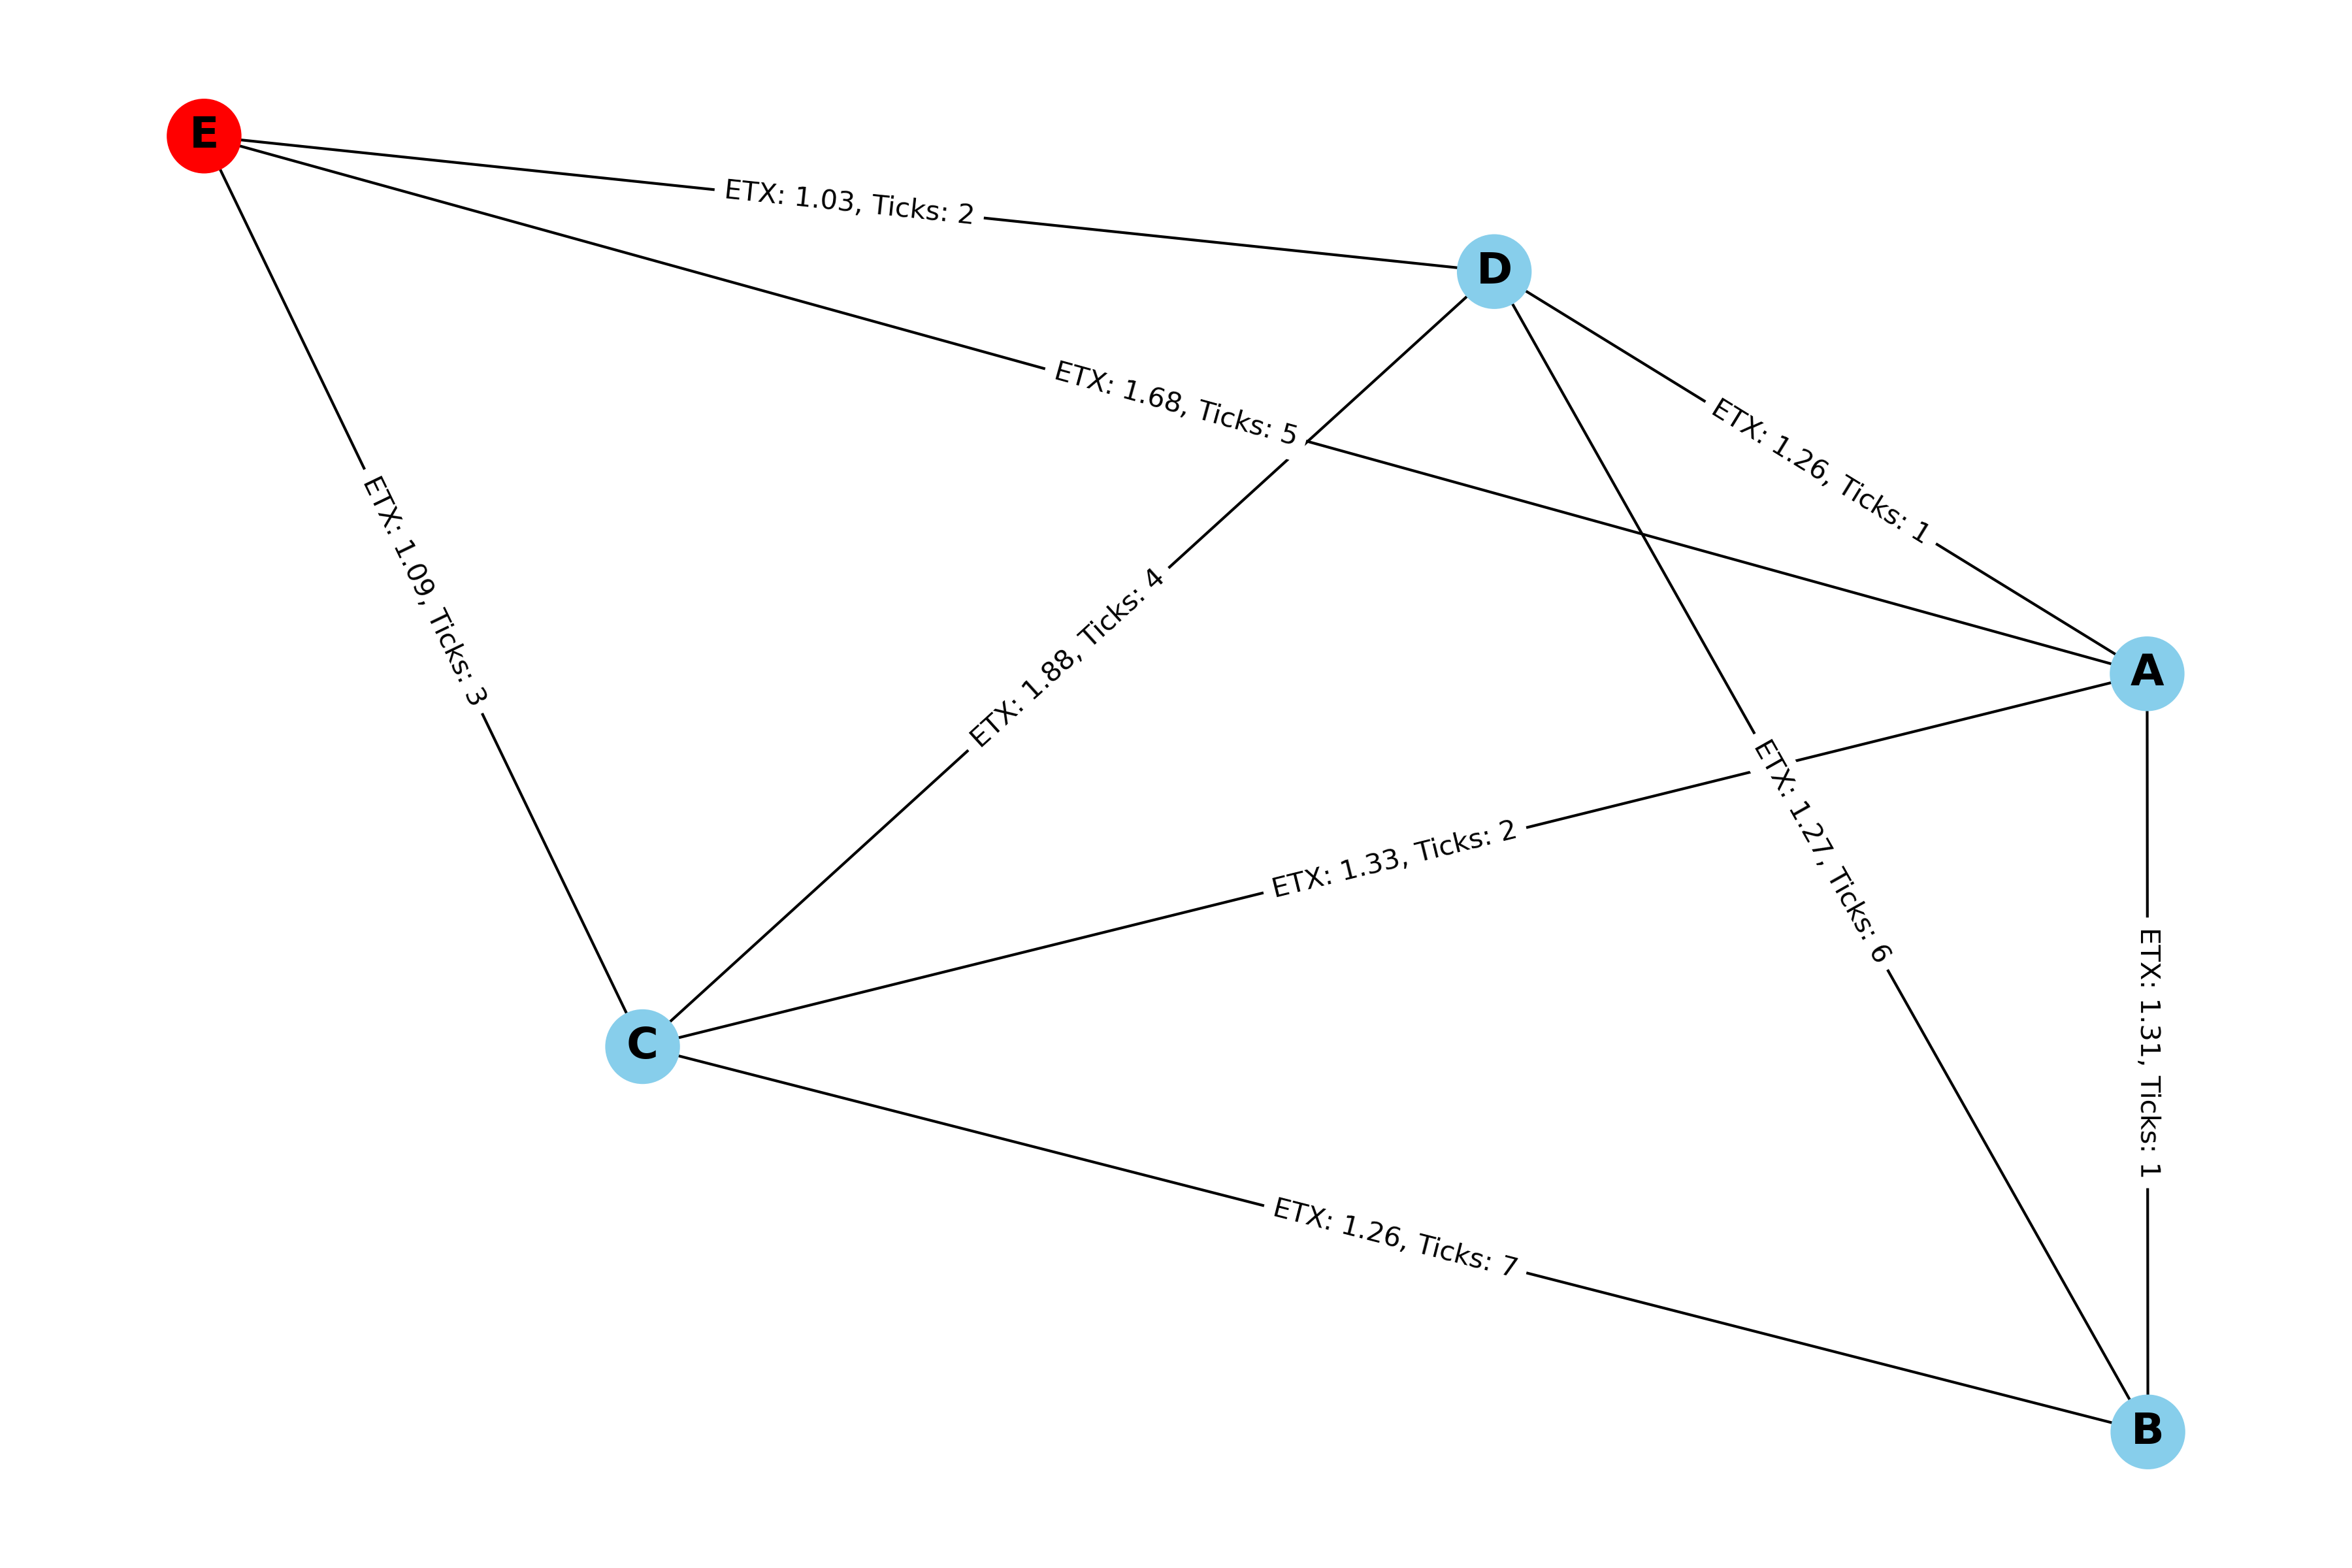 E
ETX: 1.03, Ticks: 2
D
ETX: 1.68, Ticks: 5
ETX: 1.26, Ticks: 1
ETX: 1.09, Ticks: 3
ETX: 1.88, Ticks: 4
A
ETX: 1.33, Ticks: 2
ETX: 1.27, Ticks: 6
C
ETX: 1.31, Ticks: 1
ETX: 1.26, Ticks: 7
B